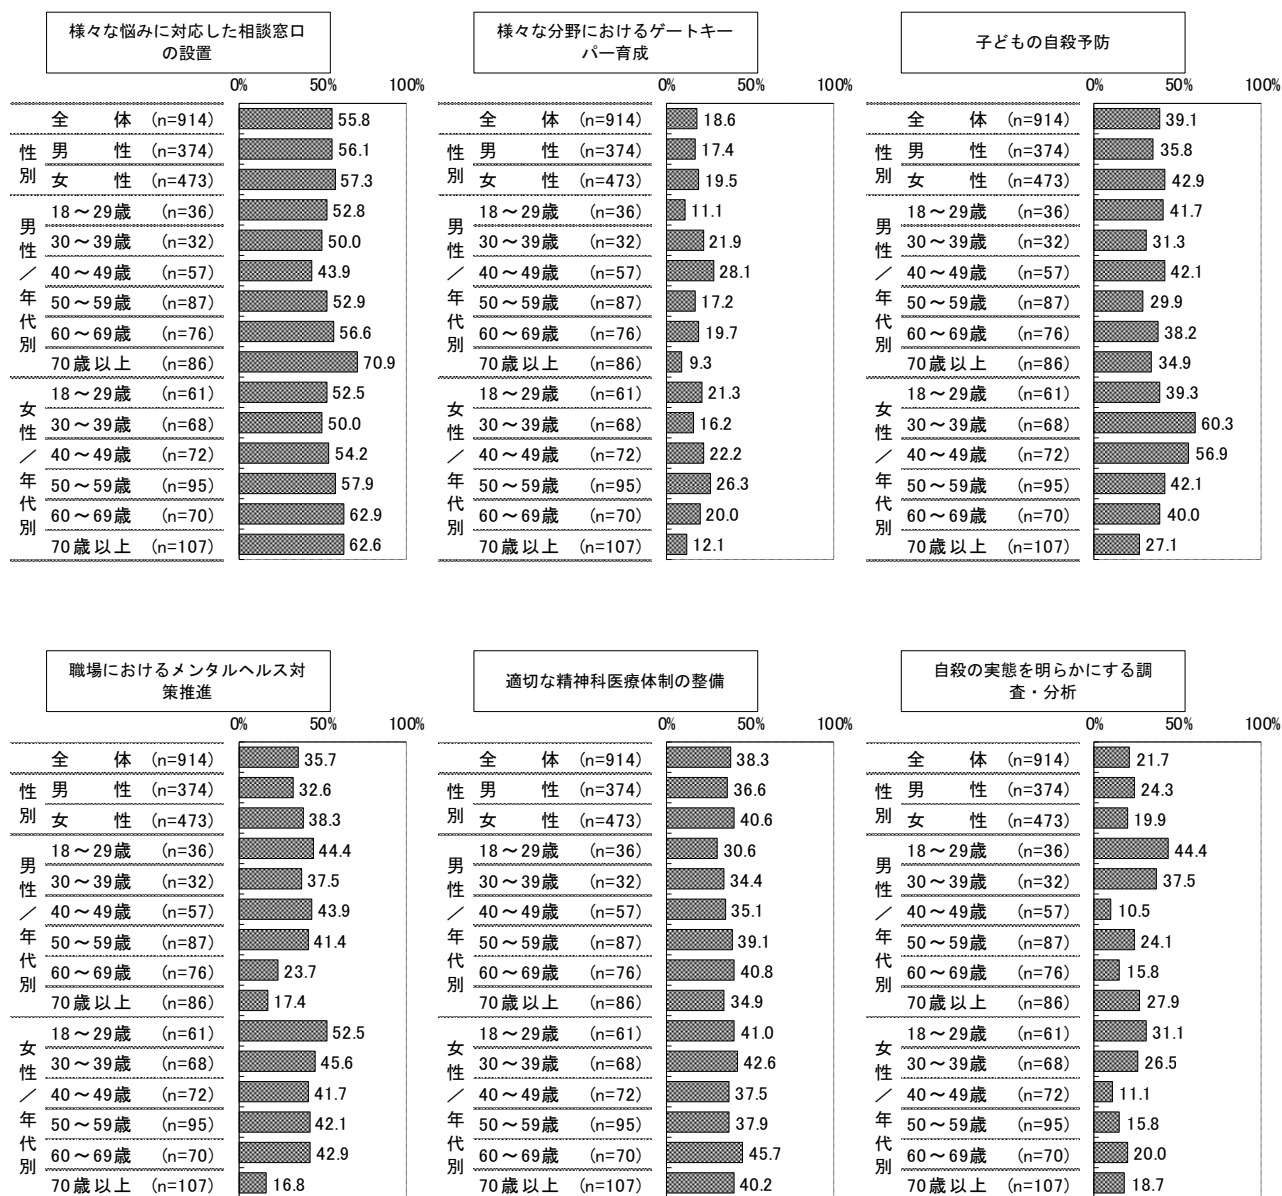 様々な悩みに対応した相談窓口
の設置
0% 50% 100%
全 体 (n=914) 55.8
性別
男 性 (n=374) 56.1
女 性 (n=473) 57.3
男性／年代別
18～29歳 (n=36) 52.8
30～39歳 (n=32) 50.0
40～49歳 (n=57) 43.9
50～59歳 (n=87) 52.9
60～69歳 (n=76) 56.6
70歳以上 (n=86) 70.9
女性／年代別
18～29歳 (n=61) 52.5
30～39歳 (n=68) 50.0
40～49歳 (n=72) 54.2
50～59歳 (n=95) 57.9
60～69歳 (n=70) 62.9
70歳以上 (n=107) 62.6
様々な分野におけるゲートキー
パー育成
0% 50% 100%
全 体 (n=914) 18.6
性別
男 性 (n=374) 17.4
女 性 (n=473) 19.5
男性／年代別
18～29歳 (n=36) 11.1
30～39歳 (n=32) 21.9
40～49歳 (n=57) 28.1
50～59歳 (n=87) 17.2
60～69歳 (n=76) 19.7
70歳以上 (n=86) 9.3
女性／年代別
18～29歳 (n=61) 21.3
30～39歳 (n=68) 16.2
40～49歳 (n=72) 22.2
50～59歳 (n=95) 26.3
60～69歳 (n=70) 20.0
70歳以上 (n=107) 12.1
子どもの自殺予防
0% 50% 100%
全 体 (n=914) 39.1
性別
男 性 (n=374) 35.8
女 性 (n=473) 42.9
男性／年代別
18～29歳 (n=36) 41.7
30～39歳 (n=32) 31.3
40～49歳 (n=57) 42.1
50～59歳 (n=87) 29.9
60～69歳 (n=76) 38.2
70歳以上 (n=86) 34.9
女性／年代別
18～29歳 (n=61) 39.3
30～39歳 (n=68) 60.3
40～49歳 (n=72) 56.9
50～59歳 (n=95) 42.1
60～69歳 (n=70) 40.0
70歳以上 (n=107) 27.1
職場におけるメンタルヘルス対
策推進
0% 50% 100%
全 体 (n=914) 35.7
性別
男 性 (n=374) 32.6
女 性 (n=473) 38.3
男性／年代別
18～29歳 (n=36) 44.4
30～39歳 (n=32) 37.5
40～49歳 (n=57) 43.9
50～59歳 (n=87) 41.4
60～69歳 (n=76) 23.7
70歳以上 (n=86) 17.4
女性／年代別
18～29歳 (n=61) 52.5
30～39歳 (n=68) 45.6
40～49歳 (n=72) 41.7
50～59歳 (n=95) 42.1
60～69歳 (n=70) 42.9
70歳以上 (n=107) 16.8
適切な精神科医療体制の整備
0% 50% 100%
全 体 (n=914) 38.3
性別
男 性 (n=374) 36.6
女 性 (n=473) 40.6
男性／年代別
18～29歳 (n=36) 30.6
30～39歳 (n=32) 34.4
40～49歳 (n=57) 35.1
50～59歳 (n=87) 39.1
60～69歳 (n=76) 40.8
70歳以上 (n=86) 34.9
女性／年代別
18～29歳 (n=61) 41.0
30～39歳 (n=68) 42.6
40～49歳 (n=72) 37.5
50～59歳 (n=95) 37.9
60～69歳 (n=70) 45.7
70歳以上 (n=107) 40.2
自殺の実態を明らかにする調
査・分析
0% 50% 100%
全 体 (n=914) 21.7
性別
男 性 (n=374) 24.3
女 性 (n=473) 19.9
男性／年代別
18～29歳 (n=36) 44.4
30～39歳 (n=32) 37.5
40～49歳 (n=57) 10.5
50～59歳 (n=87) 24.1
60～69歳 (n=76) 15.8
70歳以上 (n=86) 27.9
女性／年代別
18～29歳 (n=61) 31.1
30～39歳 (n=68) 26.5
40～49歳 (n=72) 11.1
50～59歳 (n=95) 15.8
60～69歳 (n=70) 20.0
70歳以上 (n=107) 18.7